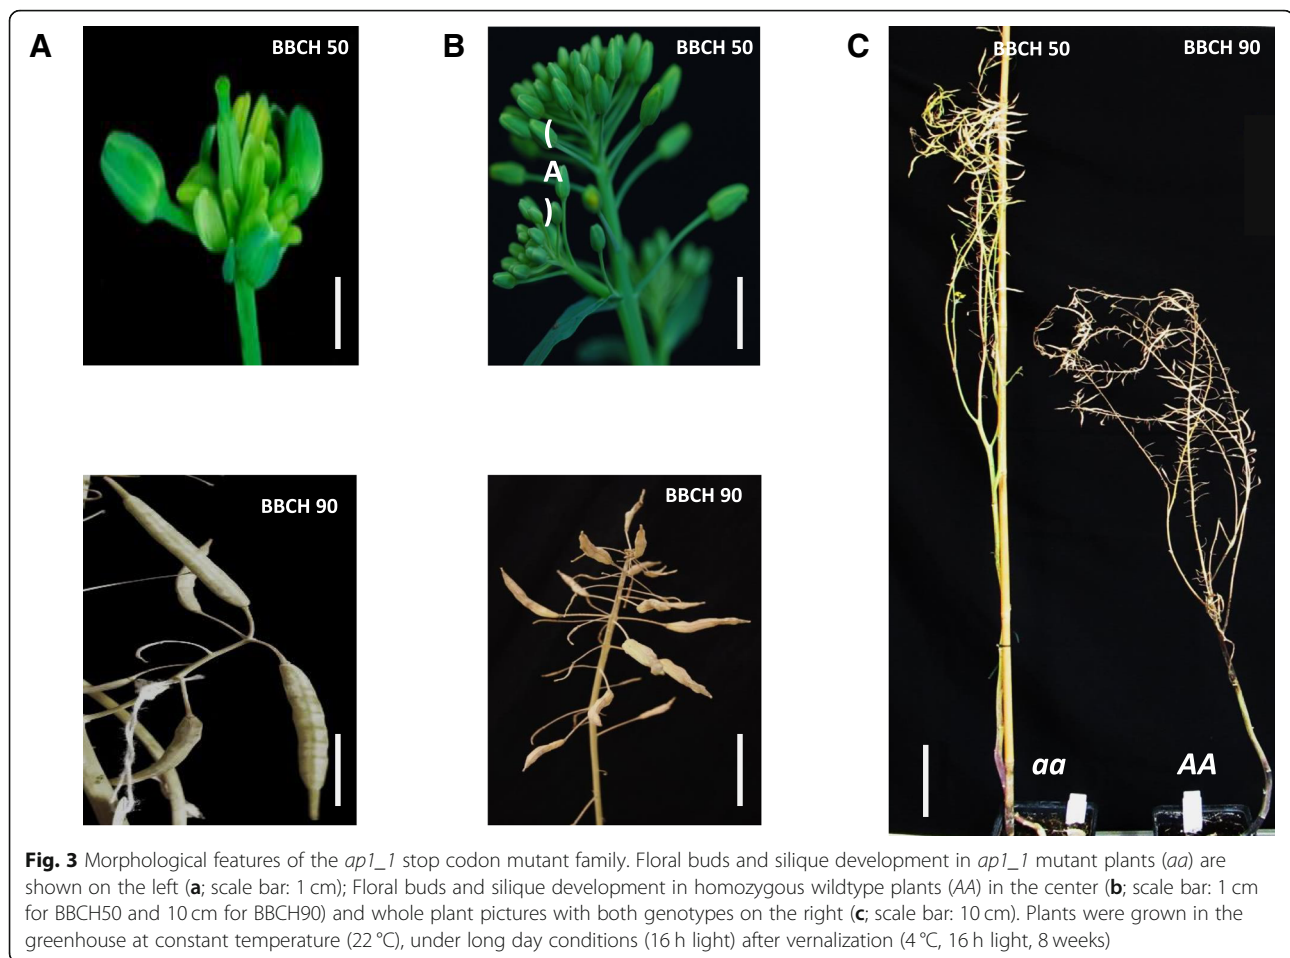 A
BBCH 50
B
BBCH 50
(
A
)
C
BBCH 50
BBCH 90
BBCH 90
BBCH 90
aa
AA
Fig. 3 Morphological features of the ap1_1 stop codon mutant family. Floral buds and silique development in ap1_1 mutant plants (aa) are
shown on the left (a; scale bar: 1 cm); Floral buds and silique development in homozygous wildtype plants (AA) in the center (b; scale bar: 1 cm
for BBCH50 and 10 cm for BBCH90) and whole plant pictures with both genotypes on the right (c; scale bar: 10 cm). Plants were grown in the
greenhouse at constant temperature (22 °C), under long day conditions (16 h light) after vernalization (4 °C, 16 h light, 8 weeks)